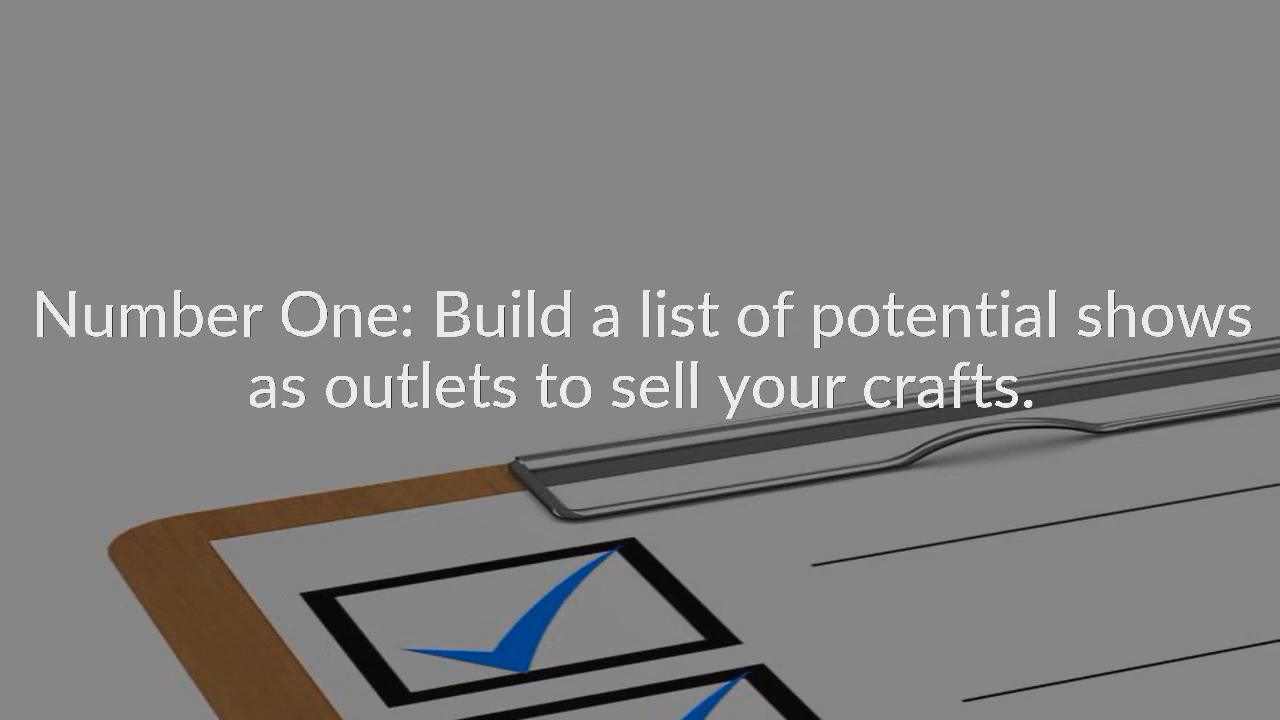 Number One: Build a list of potential shows
as outlets to sell your crafts.